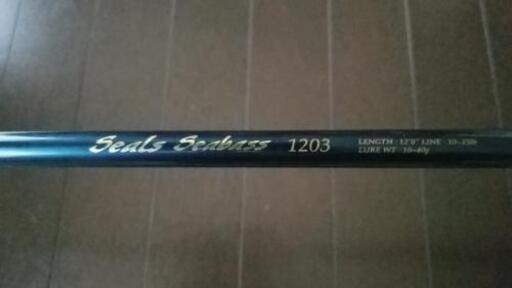 Seals Seabass 1203
LENGTH : 12'0" LINE : 10-25lb
LURE WT : 10-40g